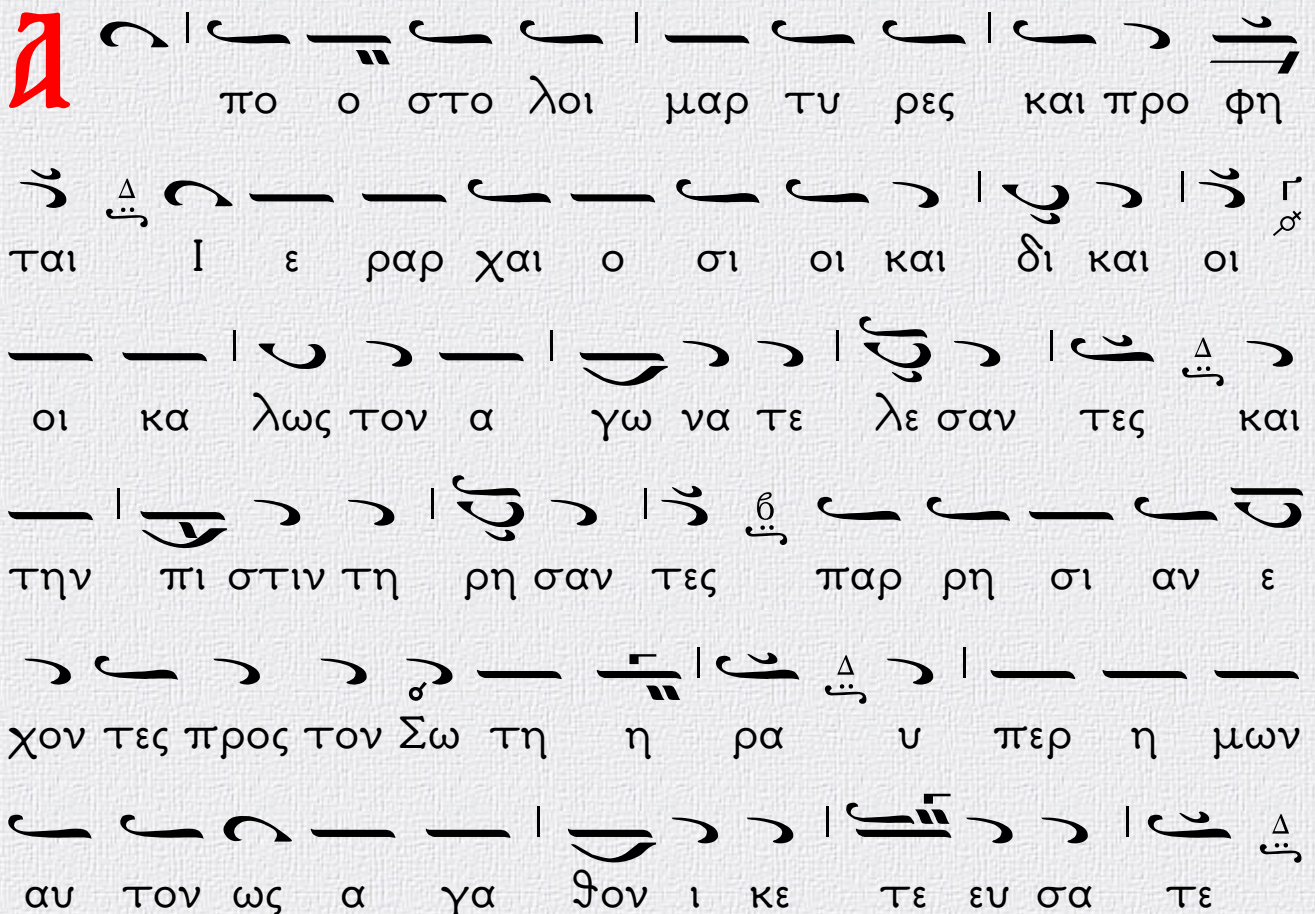 Α πο ο στο λοι μαρ τυ ρες και προ φη
ται Δ Ι ε ραρ χαι ο σι οι και δι και οι Γ
οι κα λως τον α γω να τε λε σαν τες Δ και
την πι στιν τη ρη σαν τες β παρ ρη σι αν ε
χον τες προς τον Σω τη η ρα Δ υ περ η μων
αυ τον ως α γα ϑον ι κε τε ευ σα τε Δ